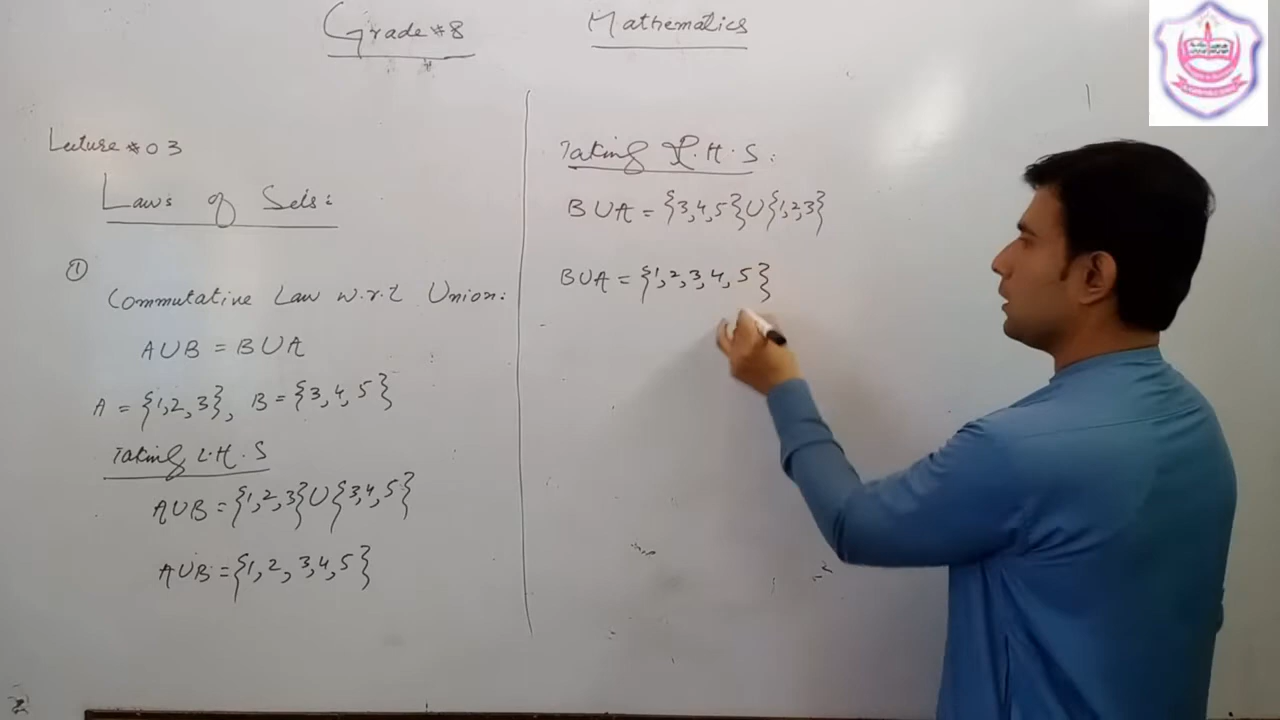 Grade#8 Mathematics
Lecture #03
Laws of Sets:
① Commutative Law w.r.t Union:
A∪B = B∪A
A = {1,2,3}, B = {3,4,5}
Taking L.H.S
A∪B = {1,2,3}∪{3,4,5}
A∪B = {1,2,3,4,5}
Taking R.H.S:
B∪A = {3,4,5}∪{1,2,3}
B∪A = {1,2,3,4,5}